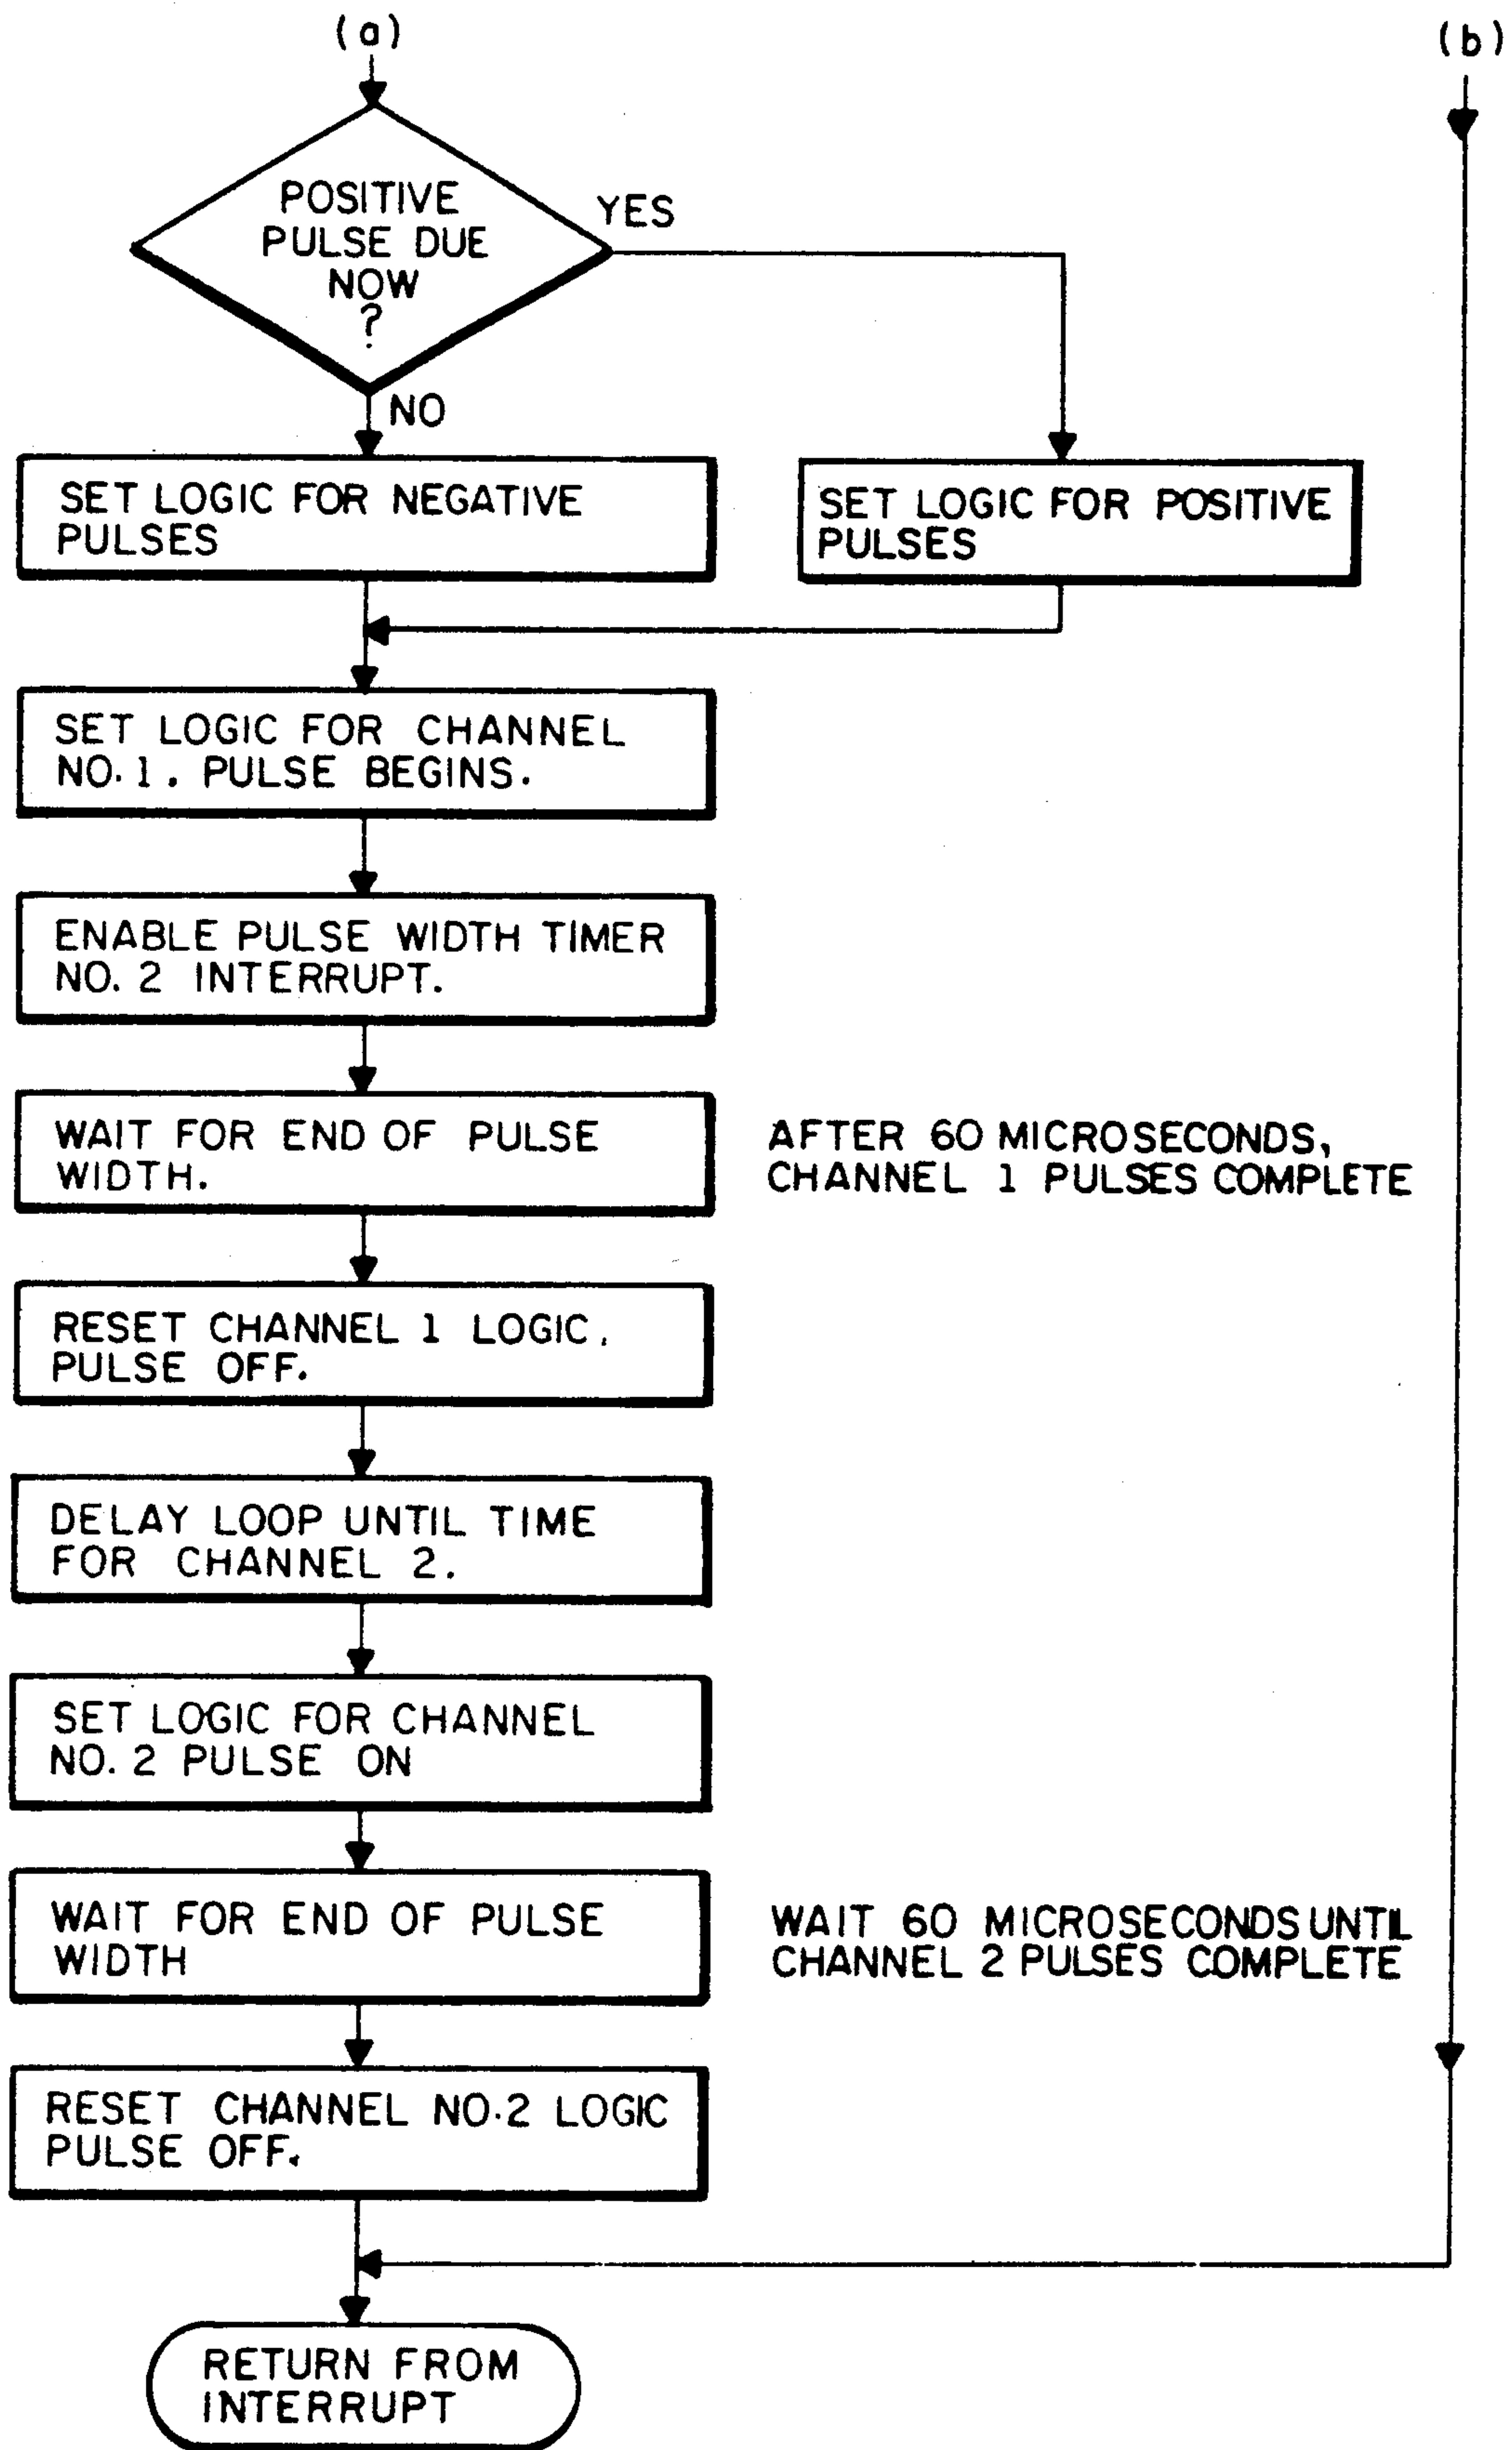 (a)
(b)
POSITIVE
PULSE DUE
NOW
?
YES
NO
SET LOGIC FOR NEGATIVE
PULSES
SET LOGIC FOR POSITIVE
PULSES
SET LOGIC FOR CHANNEL
NO. 1. PULSE BEGINS.
ENABLE PULSE WIDTH TIMER
NO. 2 INTERRUPT.
WAIT FOR END OF PULSE
WIDTH.
AFTER 60 MICROSECONDS,
CHANNEL 1 PULSES COMPLETE
RESET CHANNEL 1 LOGIC.
PULSE OFF.
DELAY LOOP UNTIL TIME
FOR CHANNEL 2.
SET LOGIC FOR CHANNEL
NO. 2 PULSE ON
WAIT FOR END OF PULSE
WIDTH
WAIT 60 MICROSECONDS UNTIL
CHANNEL 2 PULSES COMPLETE
RESET CHANNEL NO.2 LOGIC
PULSE OFF.
RETURN FROM
INTERRUPT